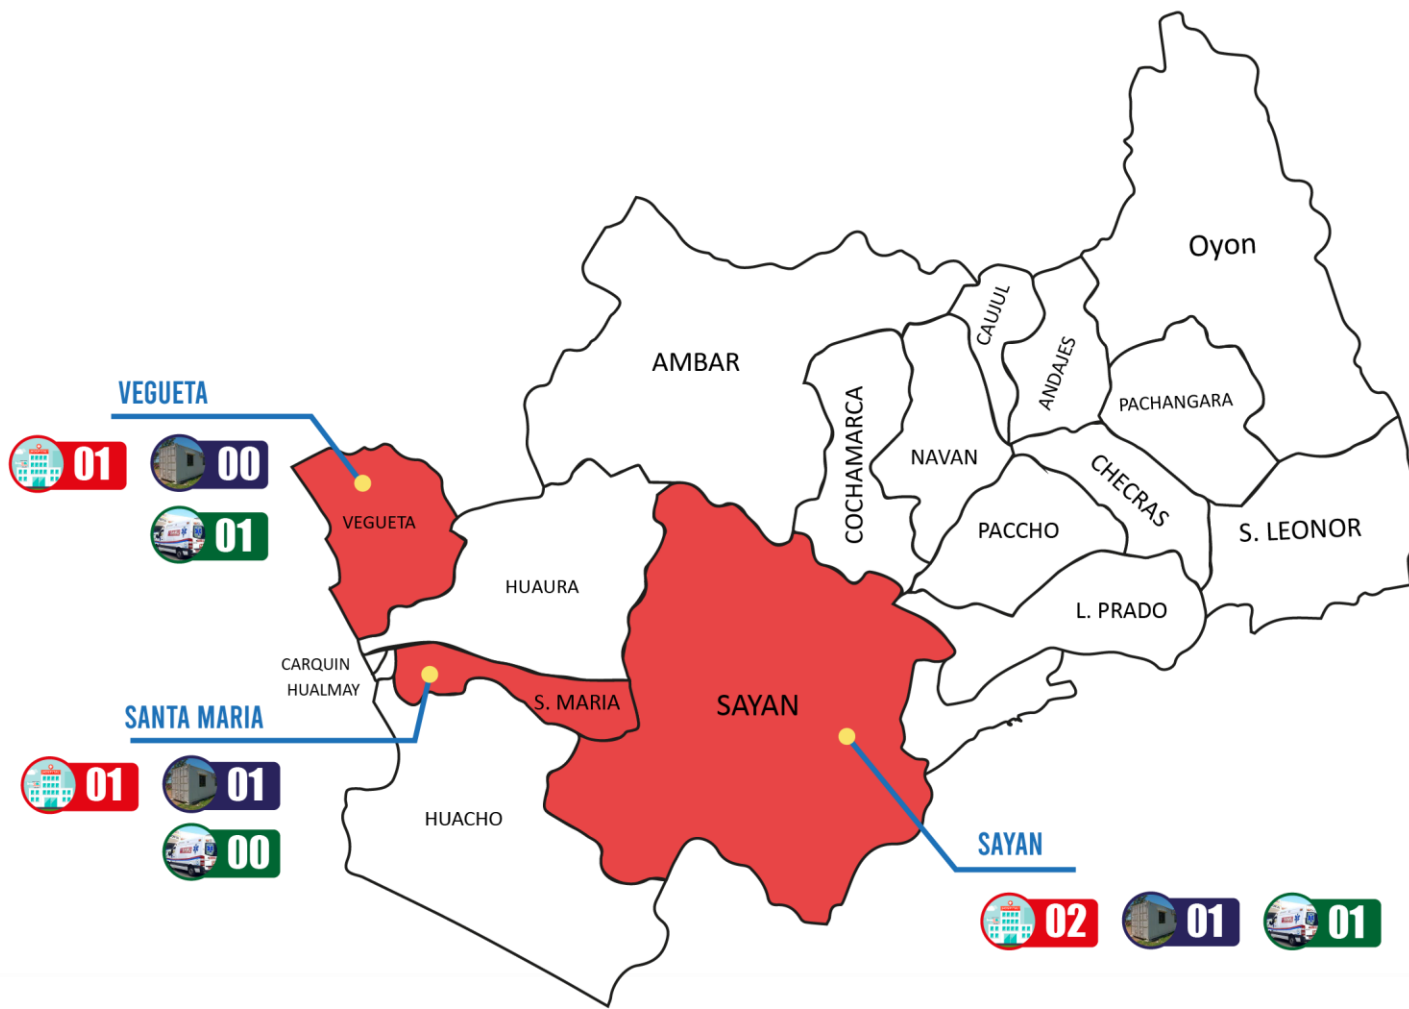 Oyon
CAUJUL
ANDAJES
AMBAR
PACHANGARA
COCHAMARCA
NAVAN
CHECRAS
PACCHO
S. LEONOR
L. PRADO
VEGUETA
01
00
01
VEGUETA
HUAURA
CARQUIN
HUALMAY
S. MARIA
SAYAN
SANTA MARIA
01
01
00
HUACHO
SAYAN
02
01
01